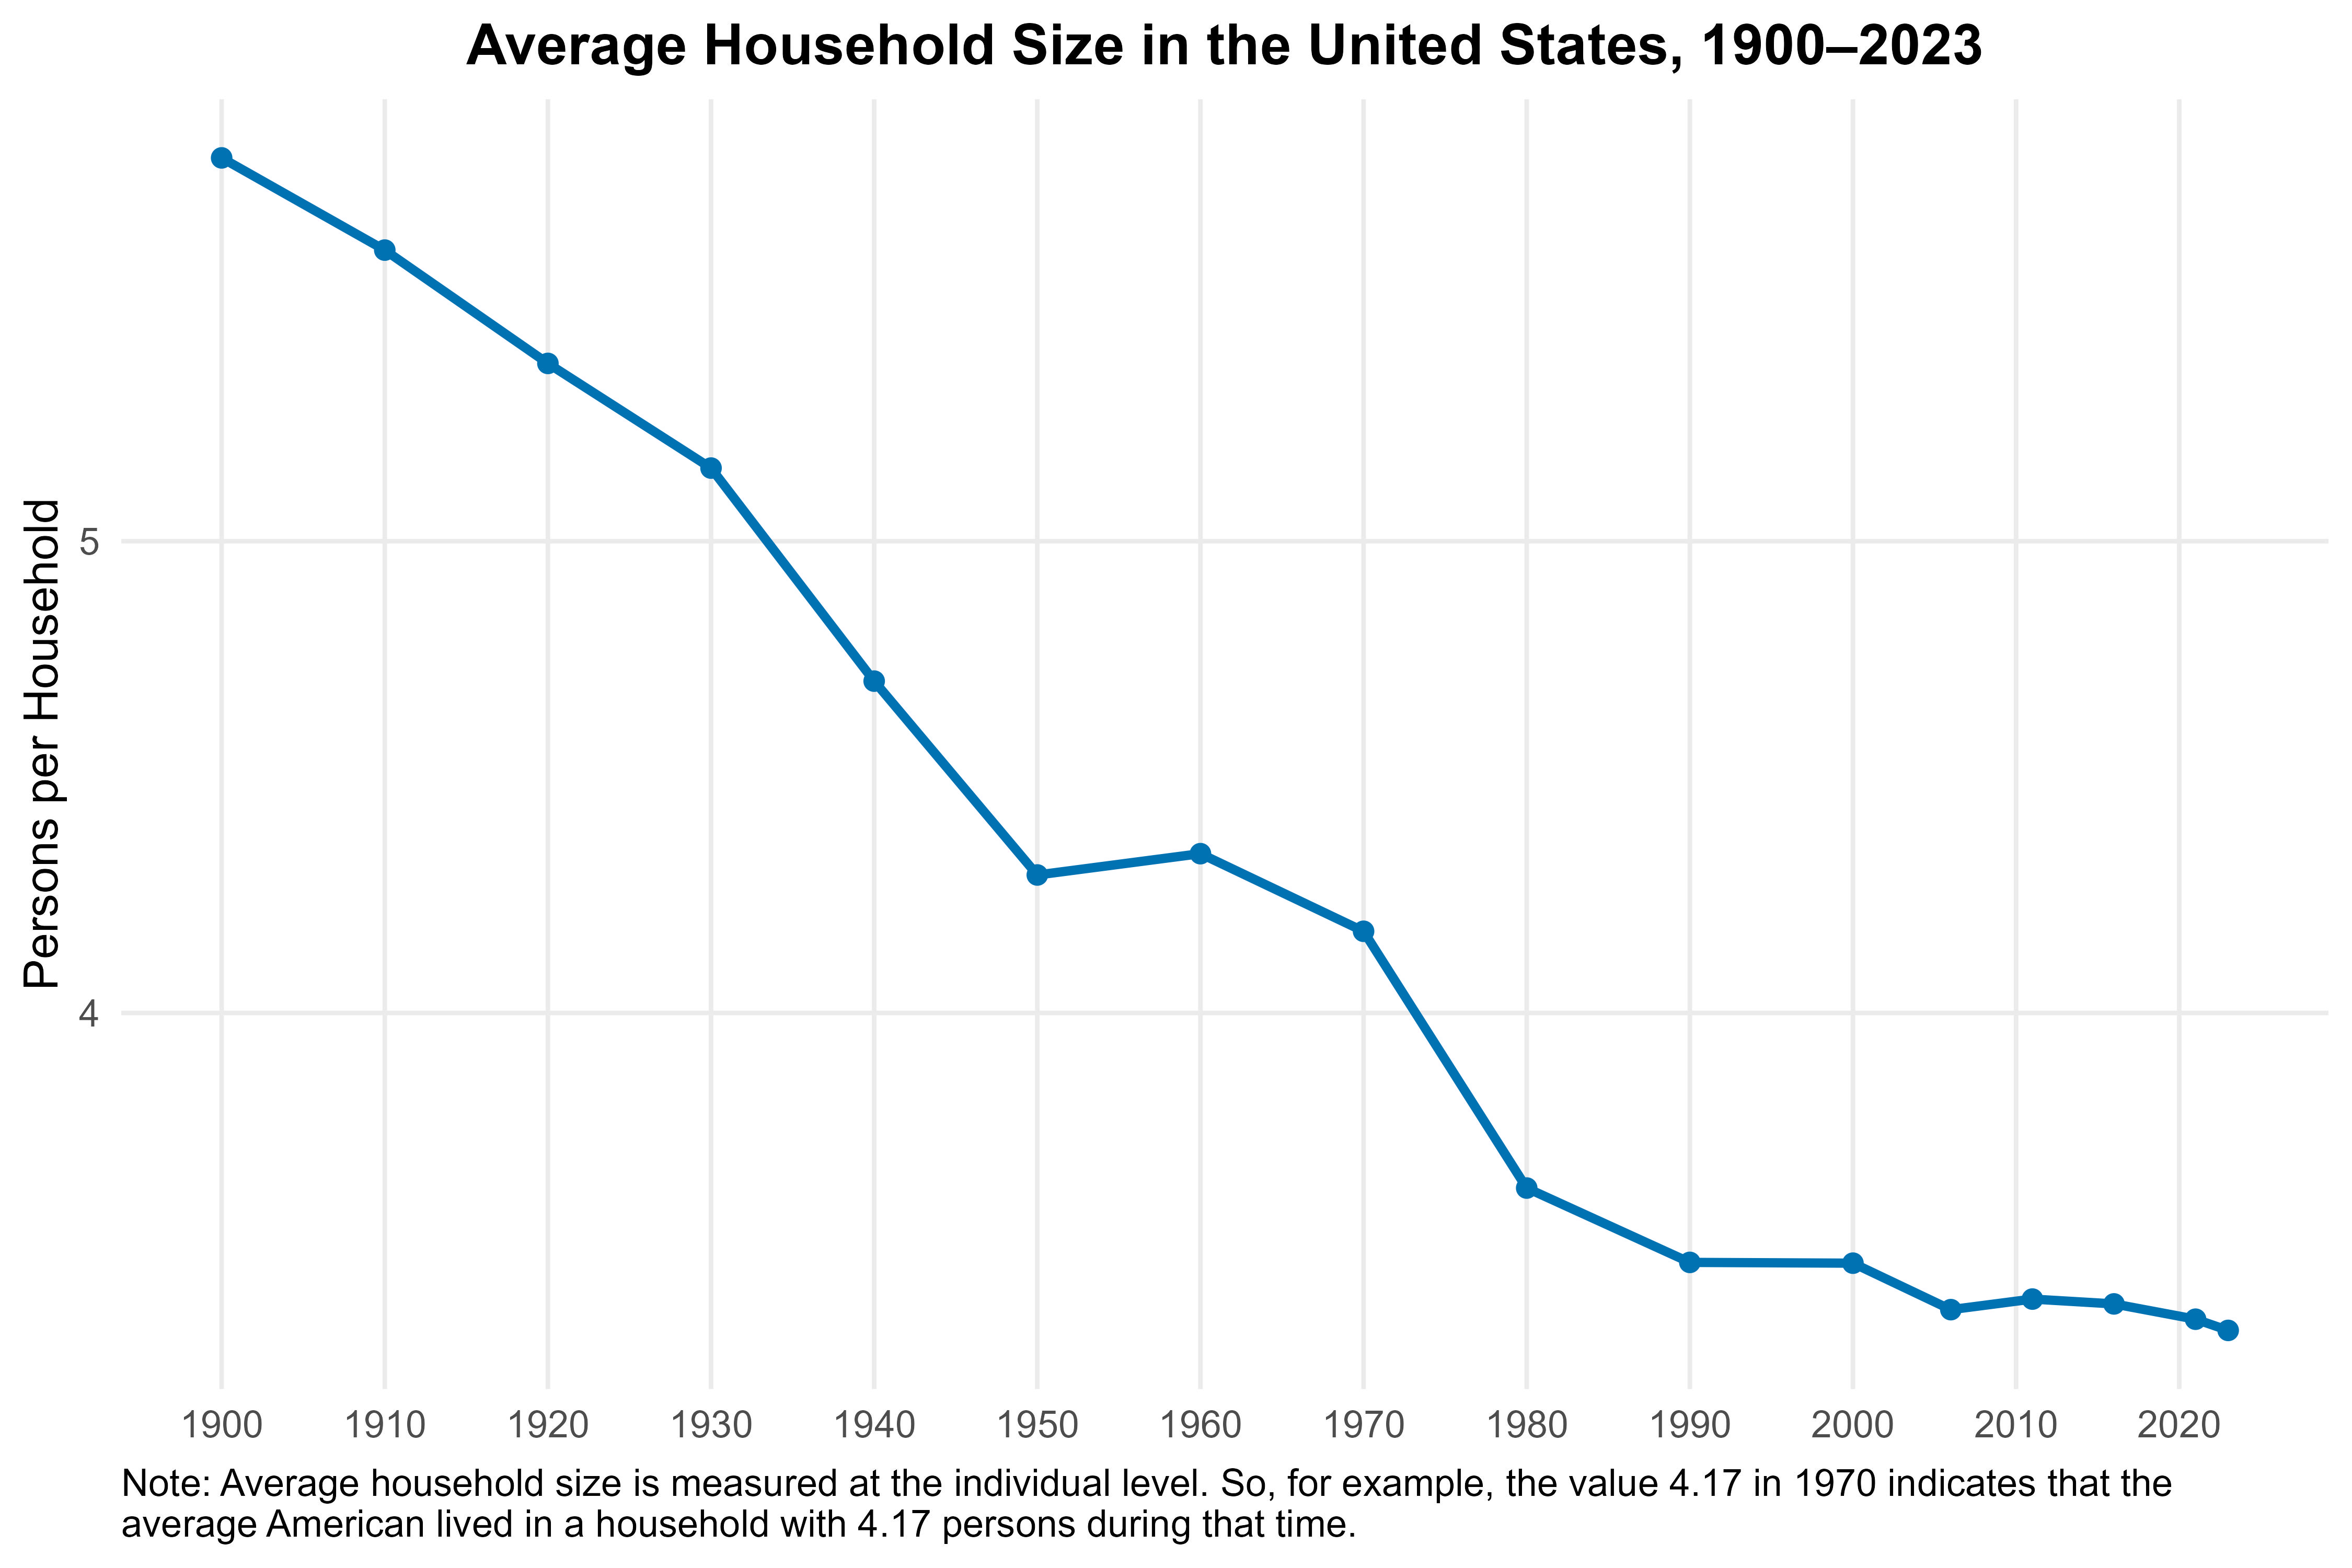 Average Household Size in the United States, 1900–2023
Persons per Household
5
4
1900 1910 1920 1930 1940 1950 1960 1970 1980 1990 2000 2010 2020
Note: Average household size is measured at the individual level. So, for example, the value 4.17 in 1970 indicates that the
average American lived in a household with 4.17 persons during that time.